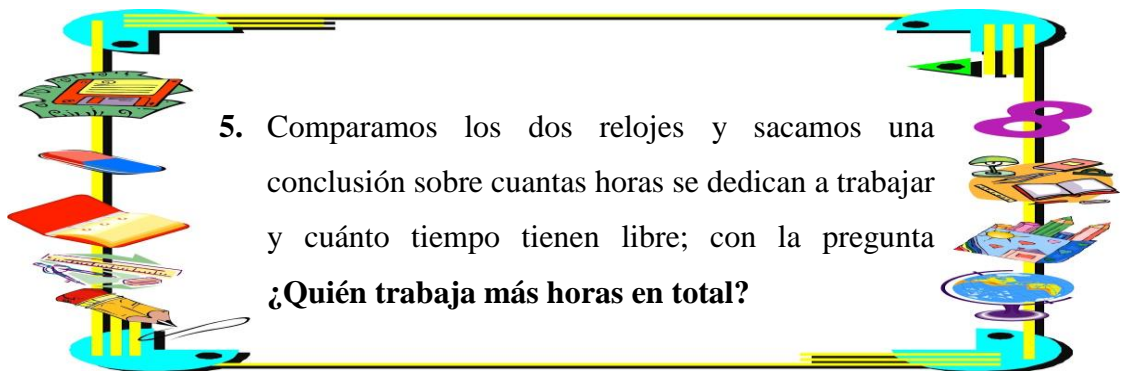 5. Comparamos los dos relojes y sacamos una
conclusión sobre cuantas horas se dedican a trabajar
y cuánto tiempo tienen libre; con la pregunta
¿Quién trabaja más horas en total?